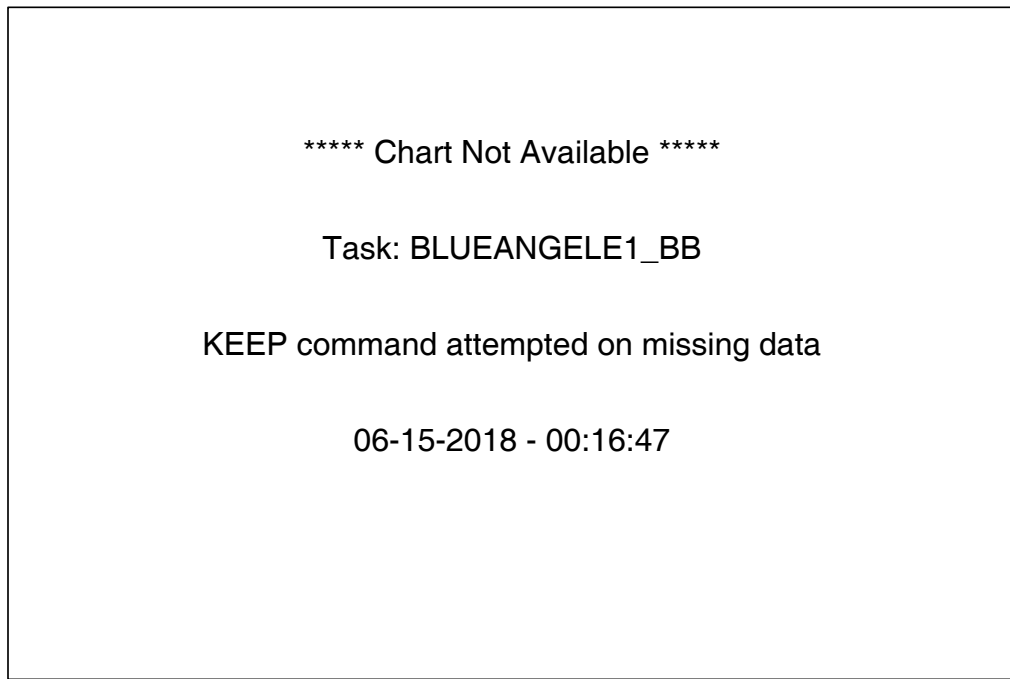 ***** Chart Not Available *****
Task: BLUEANGELE1_BB
KEEP command attempted on missing data
06-15-2018 - 00:16:47